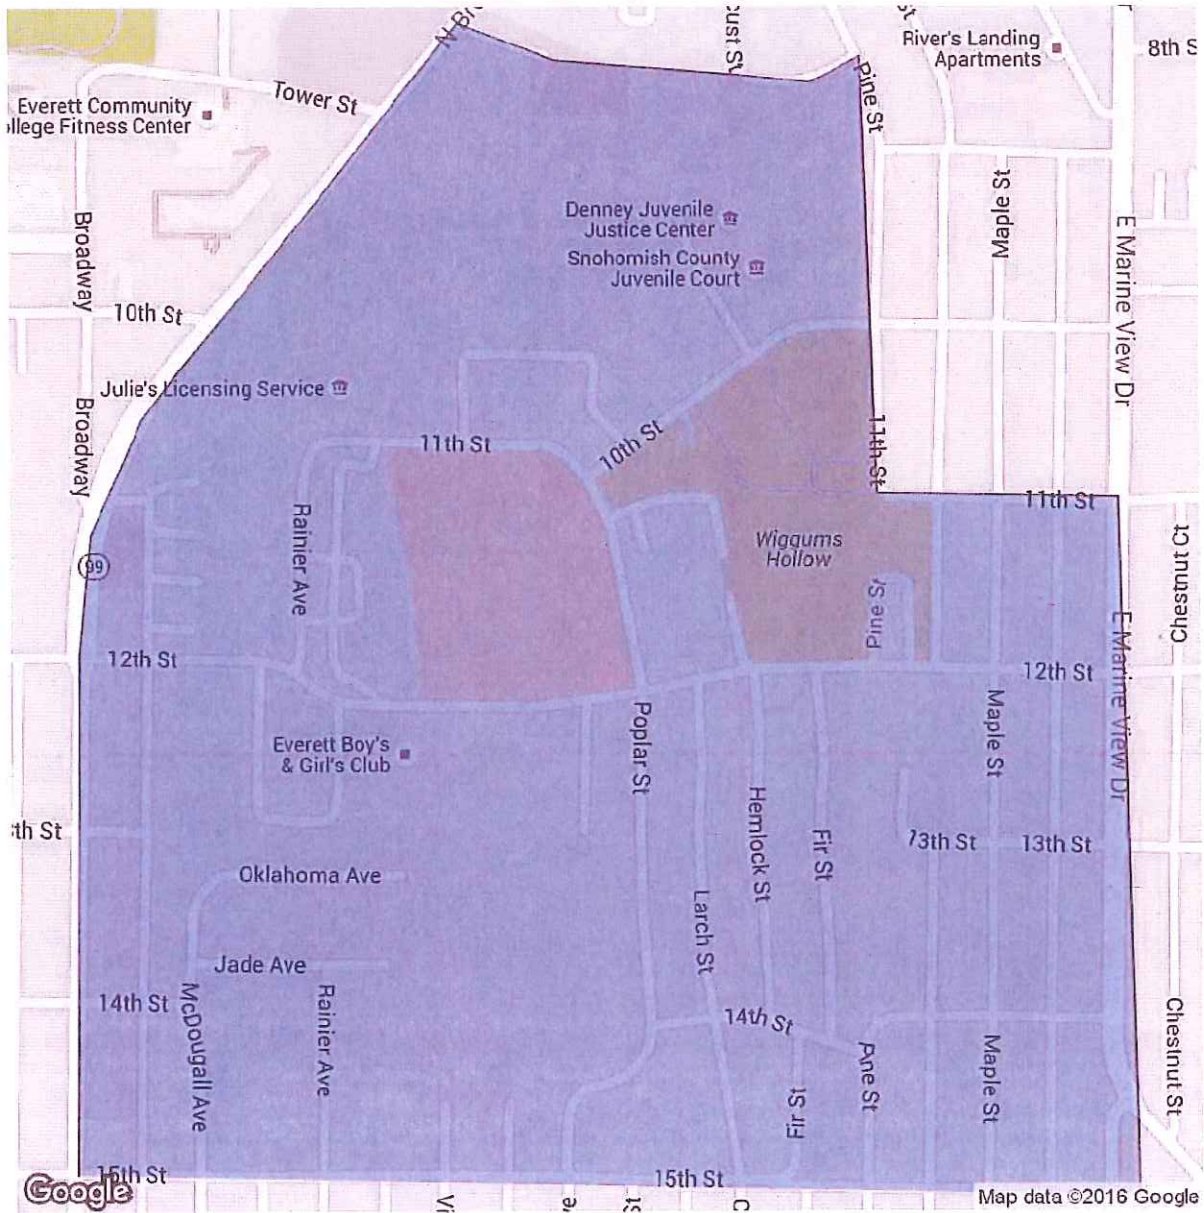 River's Landing
Apartments
8th S
Everett Community
llege Fitness Center
Tower St
Pine St
Maple St
Broadway
E Marine View Dr
Denney Juvenile
Justice Center
Snohomish County
Juvenile Court
10th St
Julie's Licensing Service
Broadway
11th St
10th St
11th St
11th St
Rainier Ave
Wiggums
Hollow
Pine S
Chestnut Ct
99
12th St
12th St
E Marine View Dr
Everett Boy's
& Girl's Club
Poplar St
Maple St
Hemlock St
Fir St
th St
13th St
13th St
Oklahoma Ave
Larch St
Jade Ave
14th St
McDougall Ave
Rainier Ave
14th St
Maple St
Chestnut St
Fir St
15th St
15th St
Google
Map data ©2016 Google